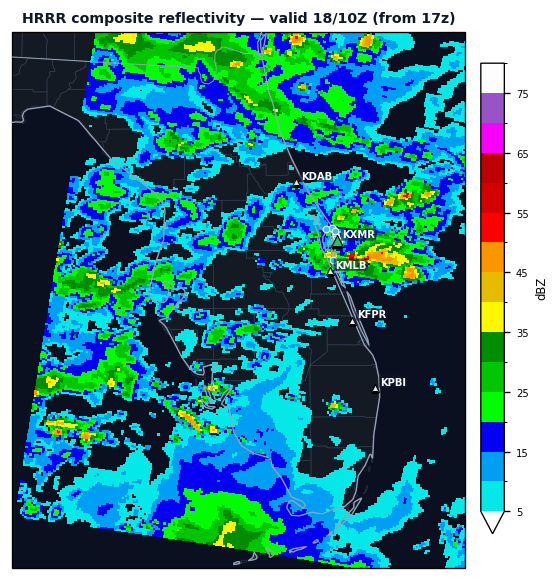 HRRR composite reflectivity — valid 18/10Z (from 17z)
KDAB
KXMR
KMLB
KFPR
KPBI
75
65
55
45
35
25
15
5
dBZ